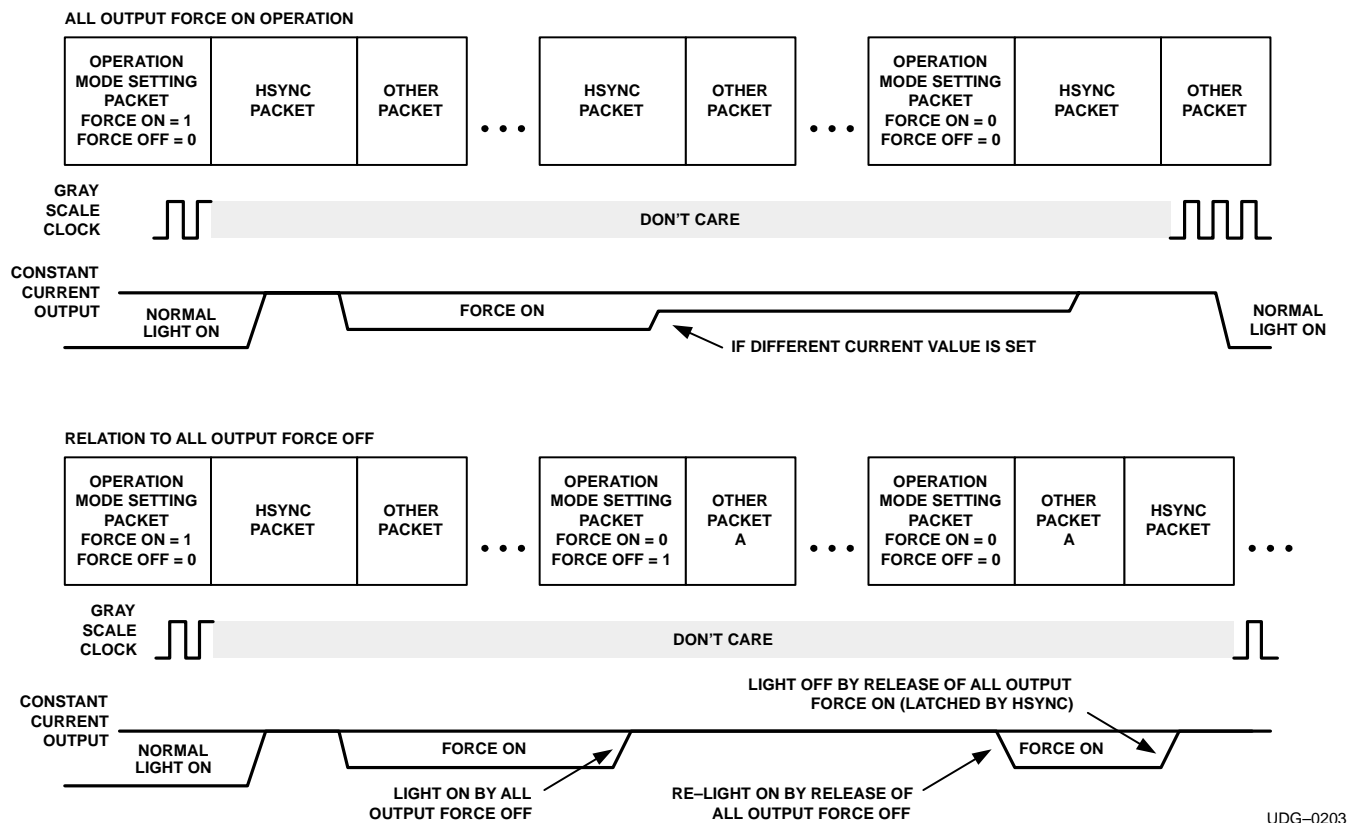 ALL OUTPUT FORCE ON OPERATION
OPERATION
MODE SETTING
PACKET
FORCE ON = 1
FORCE OFF = 0
HSYNC
PACKET
OTHER
PACKET
• • •
HSYNC
PACKET
OTHER
PACKET
• • •
OPERATION
MODE SETTING
PACKET
FORCE ON = 0
FORCE OFF = 0
HSYNC
PACKET
OTHER
PACKET
GRAY
SCALE
CLOCK
DON'T CARE
CONSTANT
CURRENT
OUTPUT
NORMAL
LIGHT ON
FORCE ON
IF DIFFERENT CURRENT VALUE IS SET
NORMAL
LIGHT ON
RELATION TO ALL OUTPUT FORCE OFF
OPERATION
MODE SETTING
PACKET
FORCE ON = 1
FORCE OFF = 0
HSYNC
PACKET
OTHER
PACKET
• • •
OPERATION
MODE SETTING
PACKET
FORCE ON = 0
FORCE OFF = 1
OTHER
PACKET
A
• • •
OPERATION
MODE SETTING
PACKET
FORCE ON = 0
FORCE OFF = 0
OTHER
PACKET
A
HSYNC
PACKET
• • •
GRAY
SCALE
CLOCK
DON'T CARE
LIGHT OFF BY RELEASE OF ALL OUTPUT
FORCE ON (LATCHED BY HSYNC)
CONSTANT
CURRENT
OUTPUT
NORMAL
LIGHT ON
FORCE ON
FORCE ON
LIGHT ON BY ALL
OUTPUT FORCE OFF
RE–LIGHT ON BY RELEASE OF
ALL OUTPUT FORCE OFF
UDG–0203